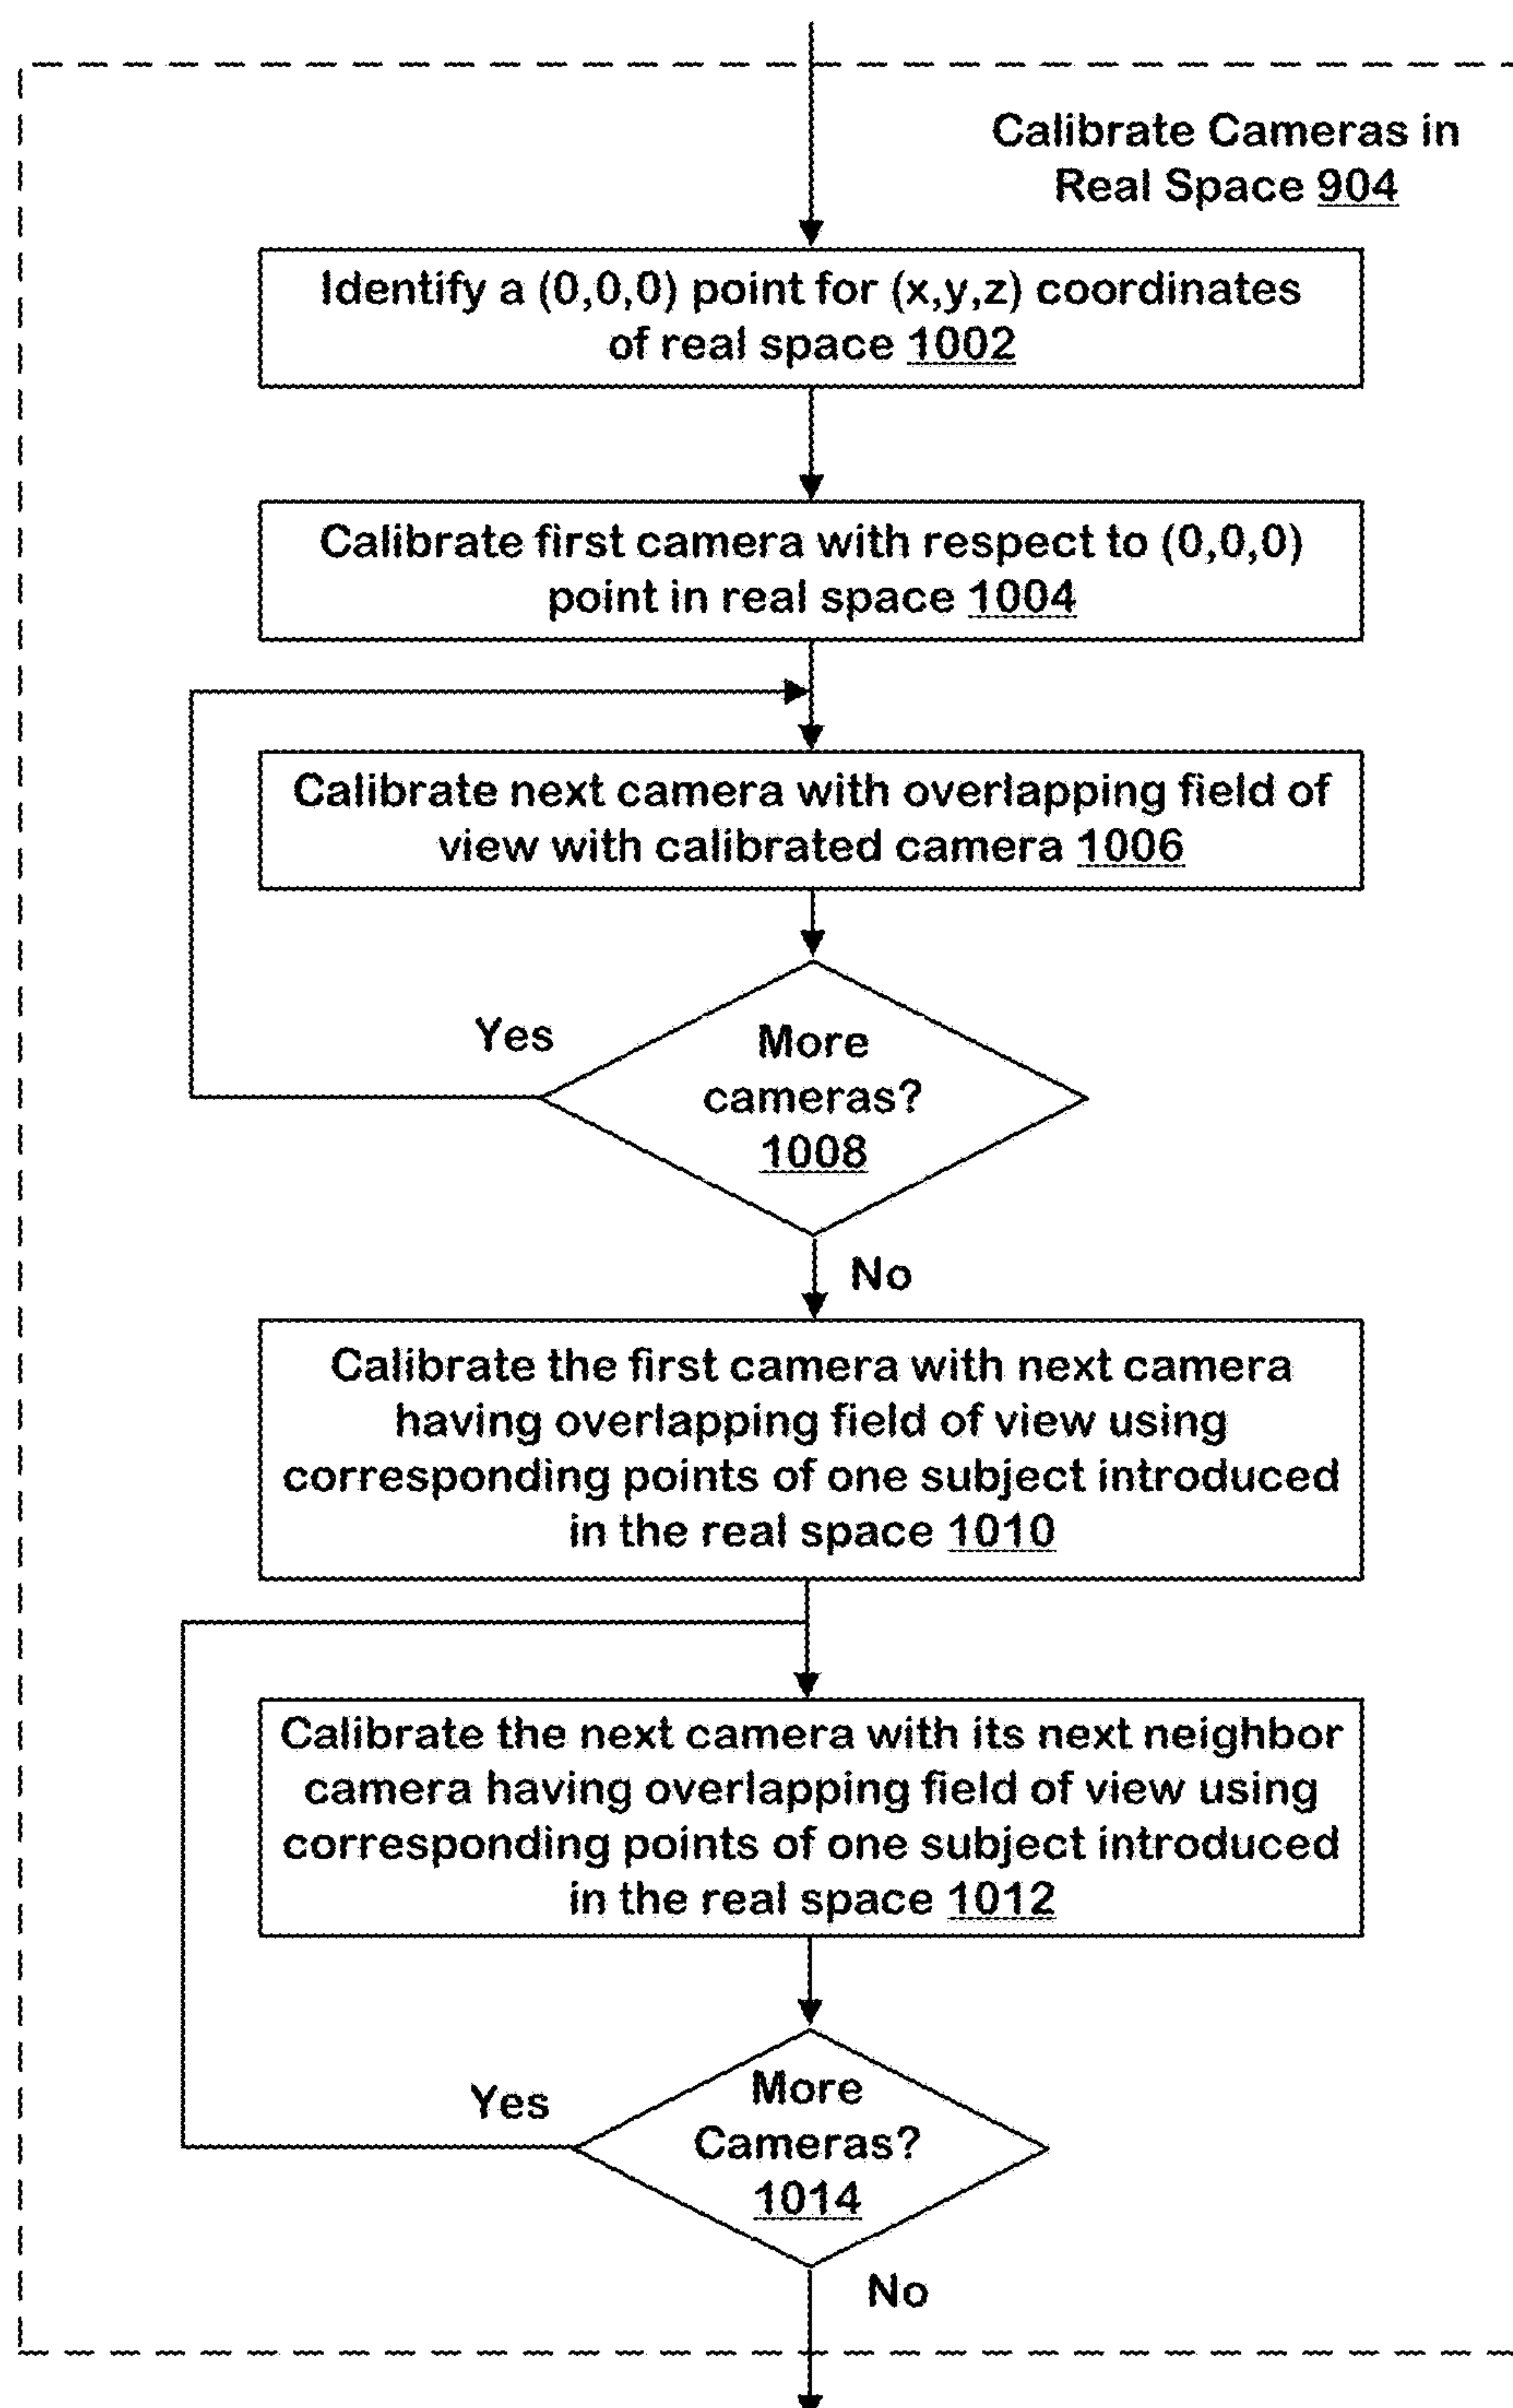 Calibrate Cameras in
Real Space 904
Identify a (0,0,0) point for (x,y,z) coordinates
of real space 1002
Calibrate first camera with respect to (0,0,0)
point in real space 1004
Calibrate next camera with overlapping field of
view with calibrated camera 1006
Yes
More
cameras?
1008
No
Calibrate the first camera with next camera
having overlapping field of view using
corresponding points of one subject introduced
in the real space 1010
Calibrate the next camera with its next neighbor
camera having overlapping field of view using
corresponding points of one subject introduced
in the real space 1012
Yes
More
Cameras?
1014
No